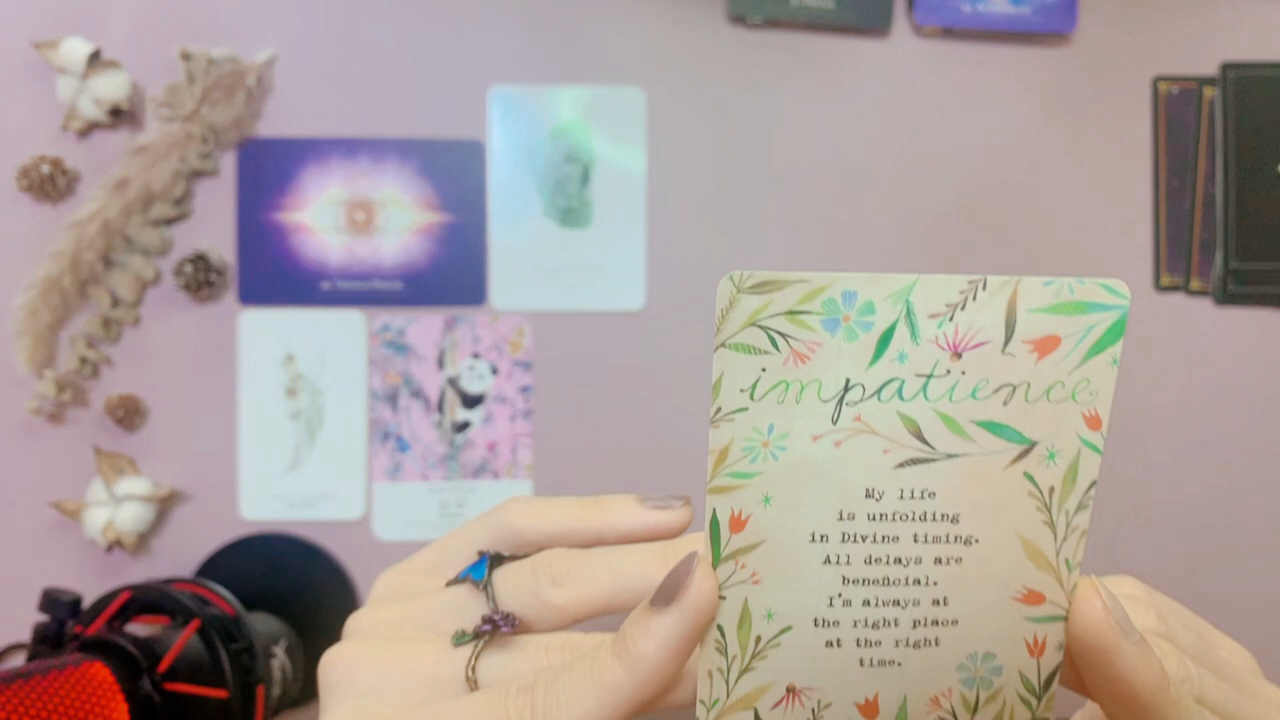 impatience
My life
is unfolding
in Divine timing.
All delays are
beneficial.
I'm always at
the right place
at the right
time.